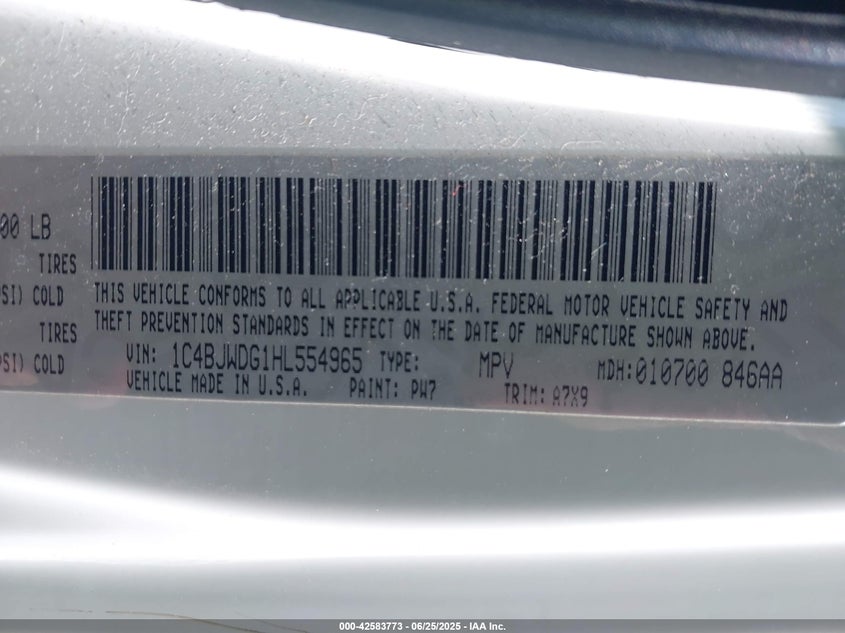 00 LB
TIRES
PSI) COLD
TIRES
PSI) COLD
THIS VEHICLE CONFORMS TO ALL APPLICABLE U.S.A. FEDERAL MOTOR VEHICLE SAFETY AND
THEFT PREVENTION STANDARDS IN EFFECT ON THE DATE OF MANUFACTURE SHOWN ABOVE.
VIN: 1C4BJWDG1HL554965 TYPE: MPV MDH:010700 846AA
VEHICLE MADE IN U.S.A. PAINT: PW7 TRIM: A7X9
000-42583773 - 06/25/2025 - IAA Inc.